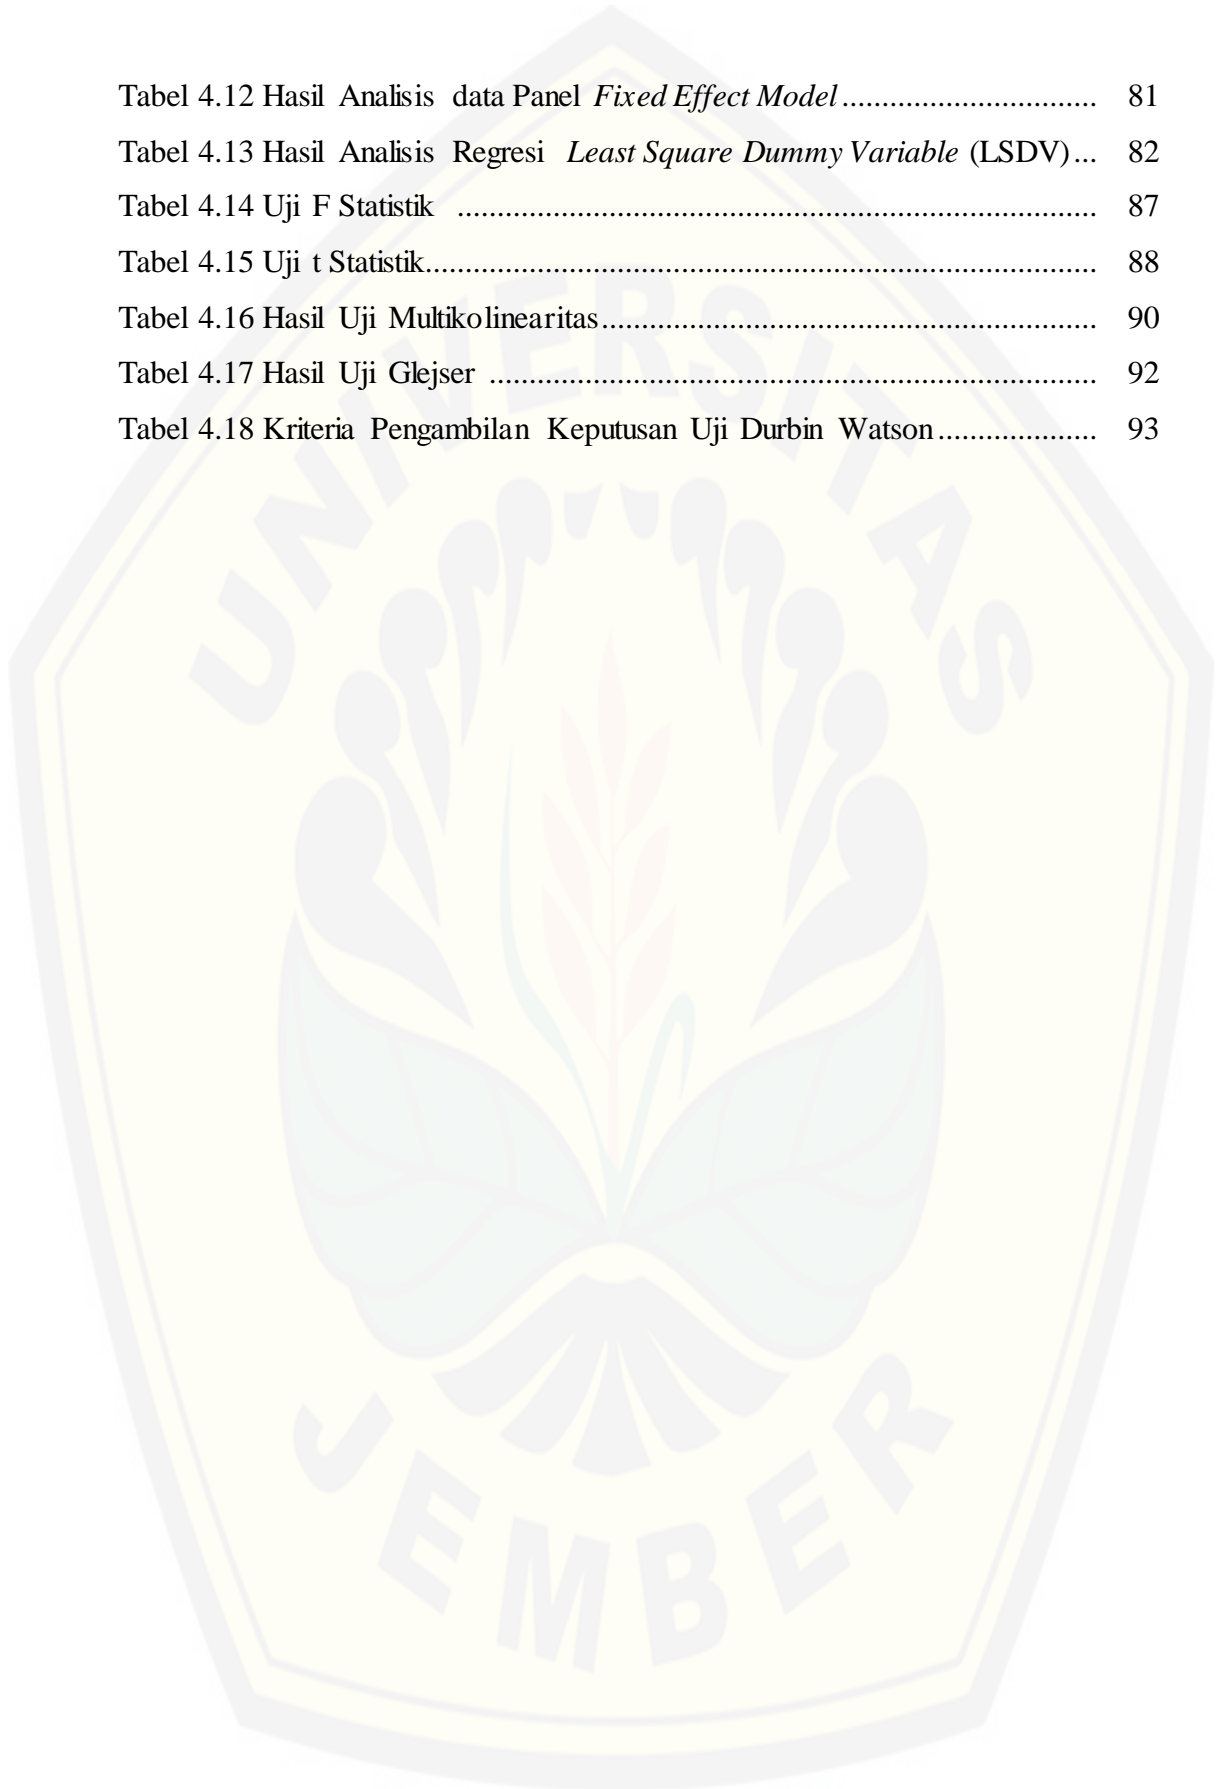 Tabel 4.12 Hasil Analisis data Panel Fixed Effect Model ................................ 81
Tabel 4.13 Hasil Analisis Regresi Least Square Dummy Variable (LSDV) ... 82
Tabel 4.14 Uji F Statistik ................................................................................ 87
Tabel 4.15 Uji t Statistik.................................................................................... 88
Tabel 4.16 Hasil Uji Multikolinearitas.............................................................. 90
Tabel 4.17 Hasil Uji Glejser ............................................................................ 92
Tabel 4.18 Kriteria Pengambilan Keputusan Uji Durbin Watson .................... 93
UNIVERSITAS
JEMBER